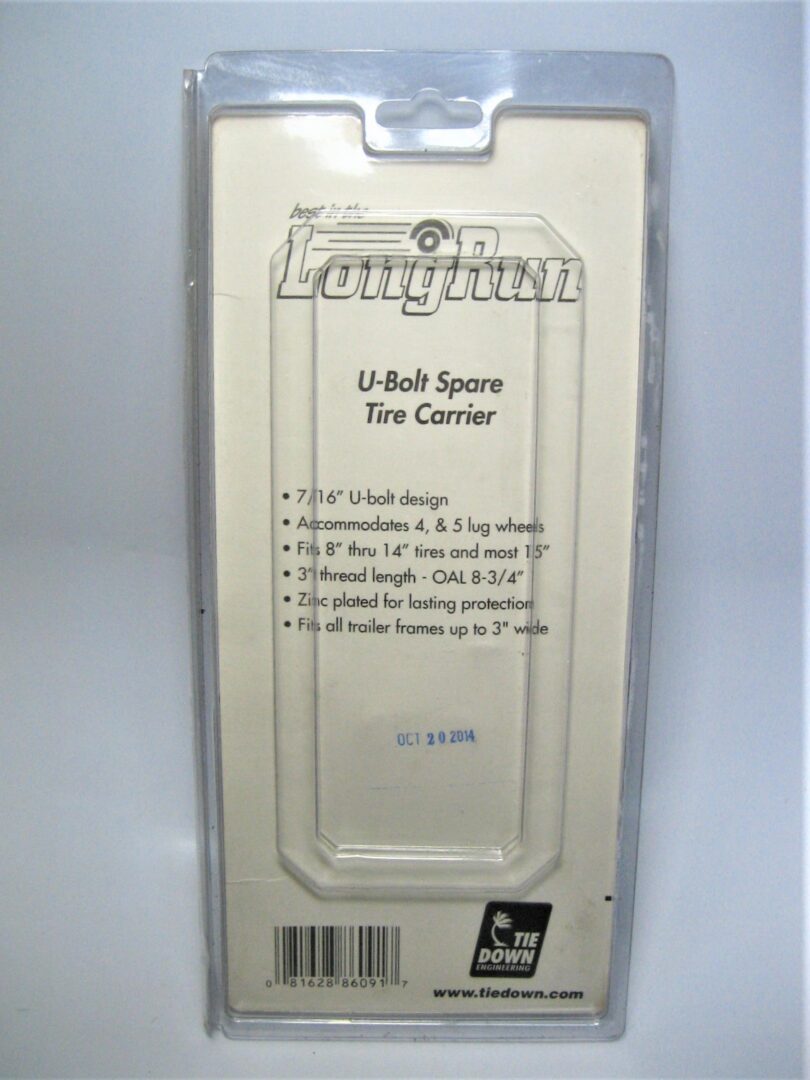 best in the
LongRun
U-Bolt Spare
Tire Carrier
• 7/16" U-bolt design
• Accommodates 4, & 5 lug wheels
• Fits 8" thru 14" tires and most 15"
• 3" thread length - OAL 8-3/4"
• Zinc plated for lasting protection
• Fits all trailer frames up to 3" wide
OCT 20 2014
TIE
DOWN
ENGINEERING
0 81628 86091 7
www.tiedown.com